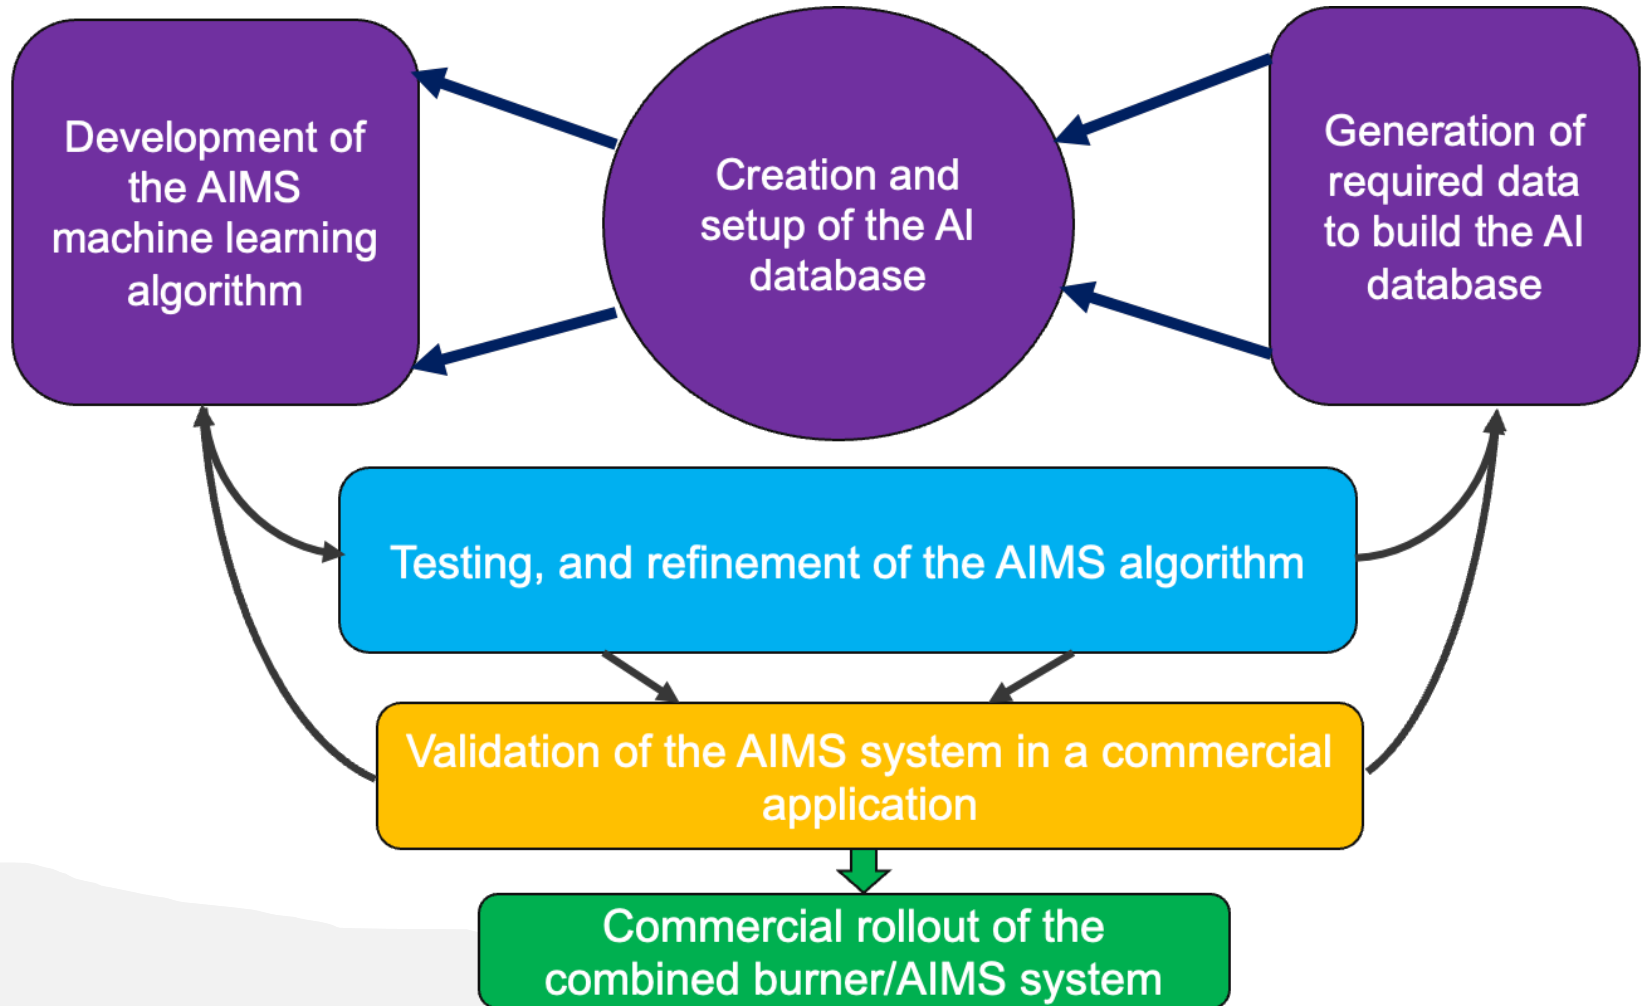 Development of
the AIMS
machine learning
algorithm
Creation and
setup of the AI
database
Generation of
required data
to build the AI
database
Testing, and refinement of the AIMS algorithm
Validation of the AIMS system in a commercial
application
Commercial rollout of the
combined burner/AIMS system